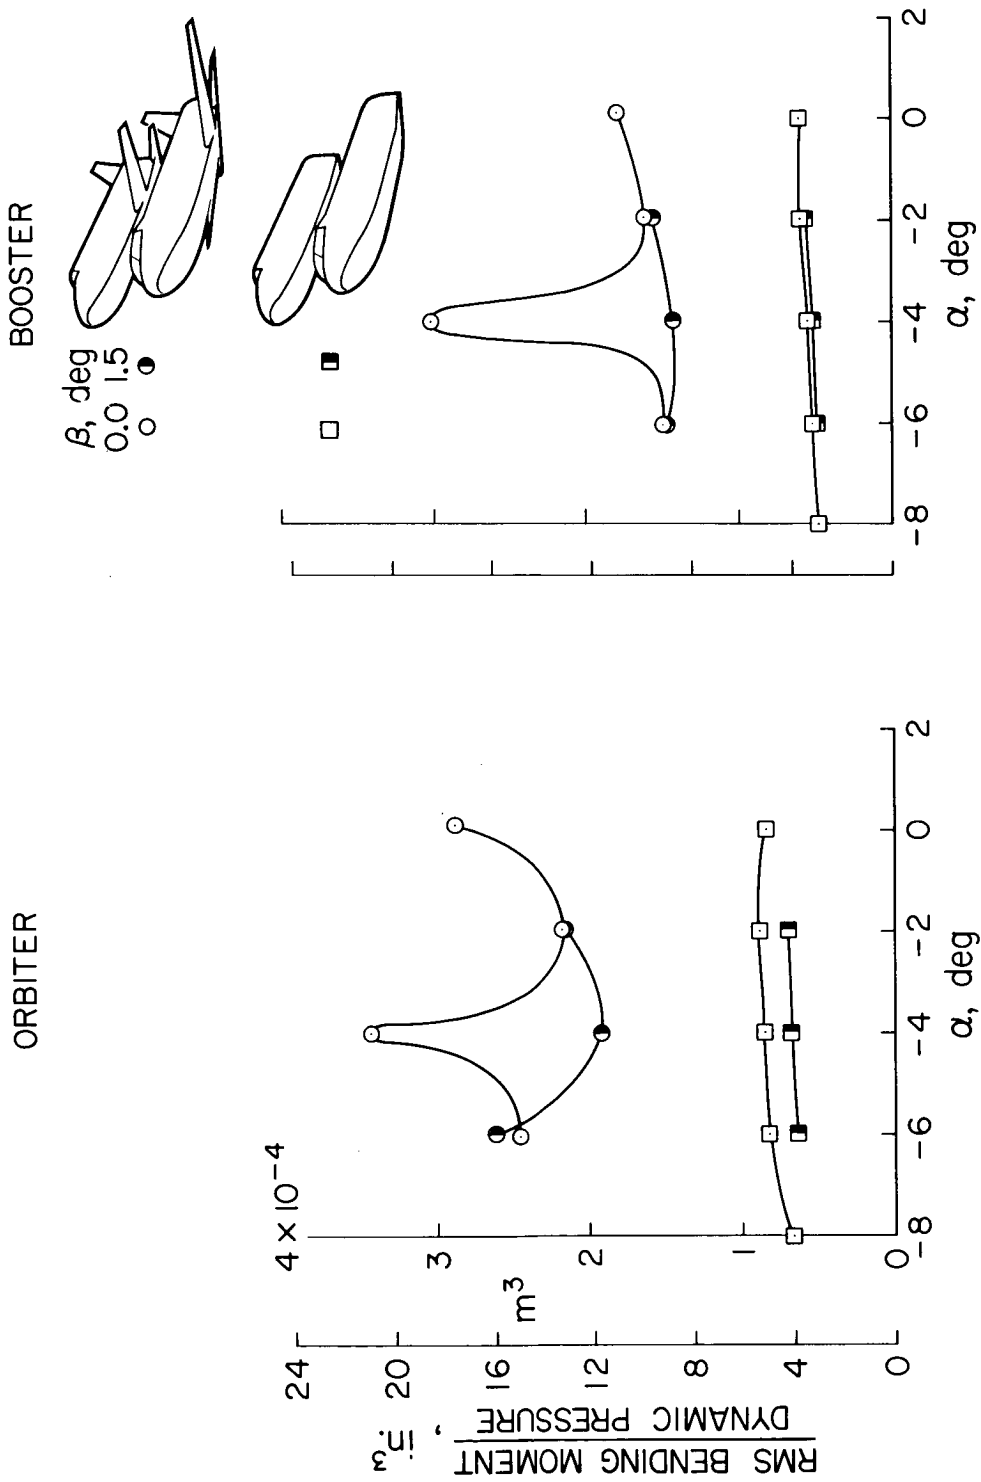 ORBITER
BOOSTER
β, deg
0.0 1.5
RMS BENDING MOMENT
DYNAMIC PRESSURE
, in.³
24
20
16
12
8
4
0
m³
4 × 10⁻⁴
3
2
1
0
-8
-6
-4
-2
0
2
α, deg
-8
-6
-4
-2
0
2
α, deg